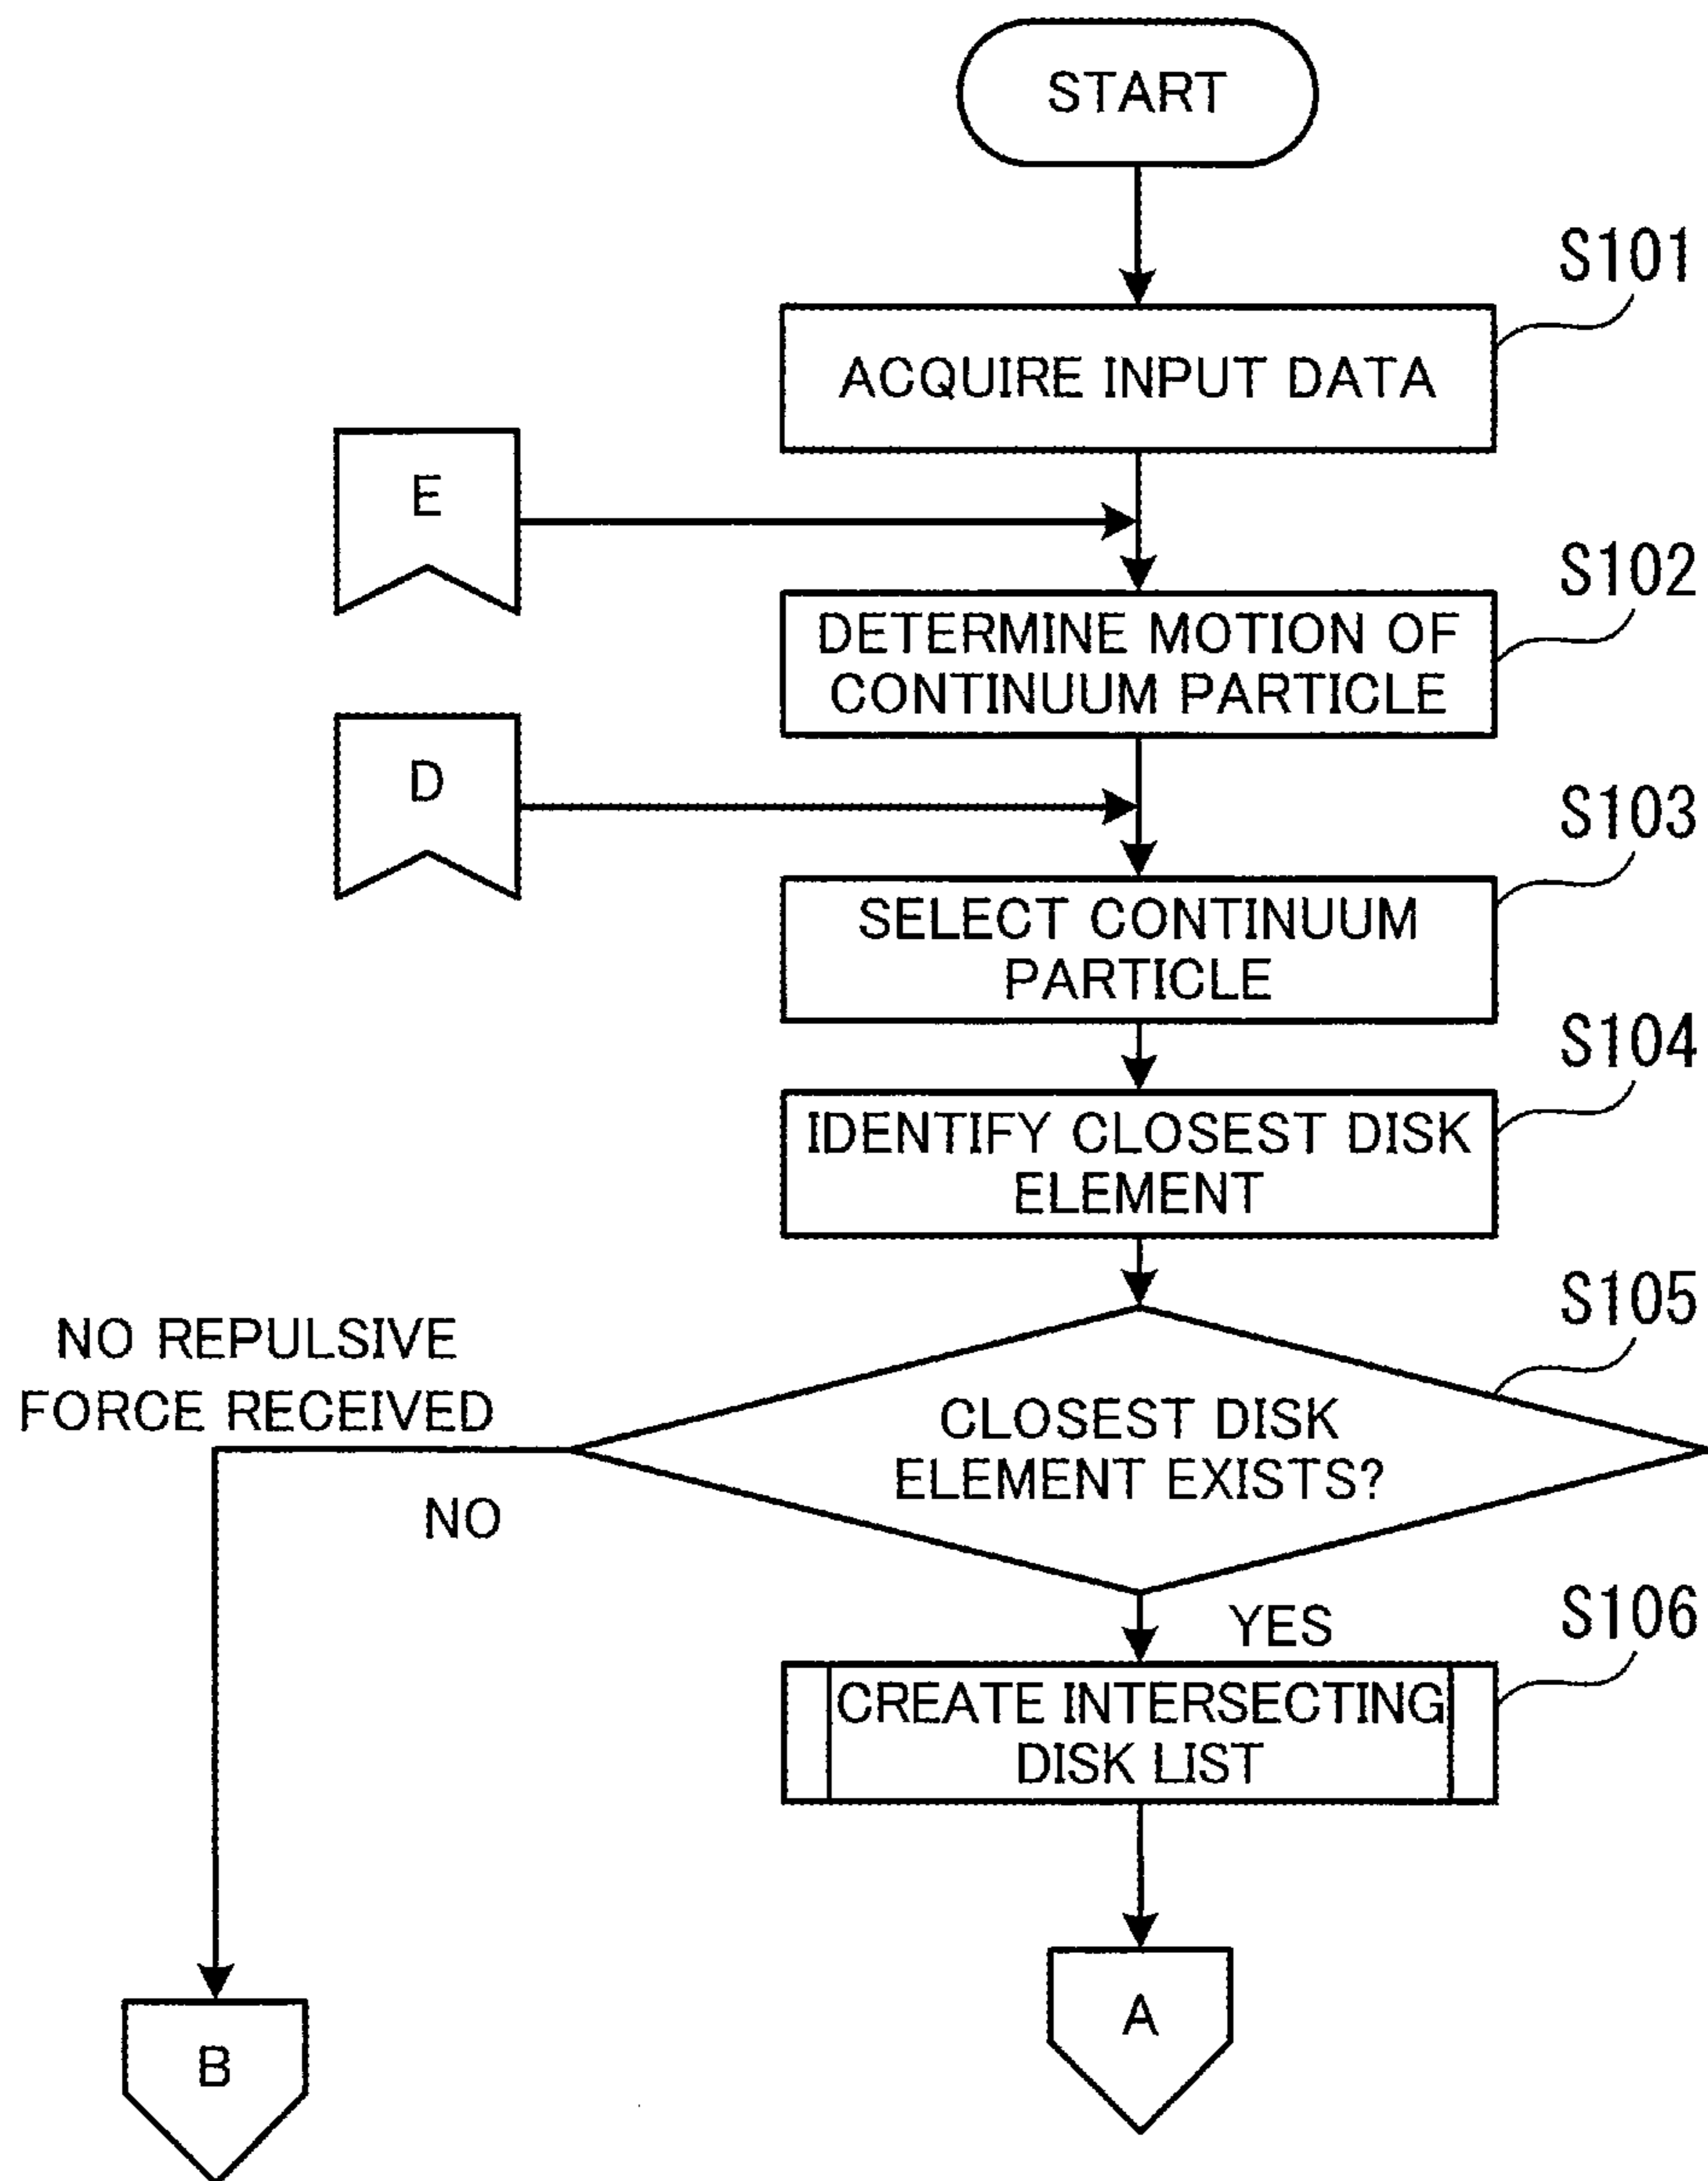 START
S101
ACQUIRE INPUT DATA
E
S102
DETERMINE MOTION OF
CONTINUUM PARTICLE
D
S103
SELECT CONTINUUM
PARTICLE
S104
IDENTIFY CLOSEST DISK
ELEMENT
S105
NO REPULSIVE
FORCE RECEIVED
CLOSEST DISK
ELEMENT EXISTS?
NO
YES
S106
CREATE INTERSECTING
DISK LIST
A
B